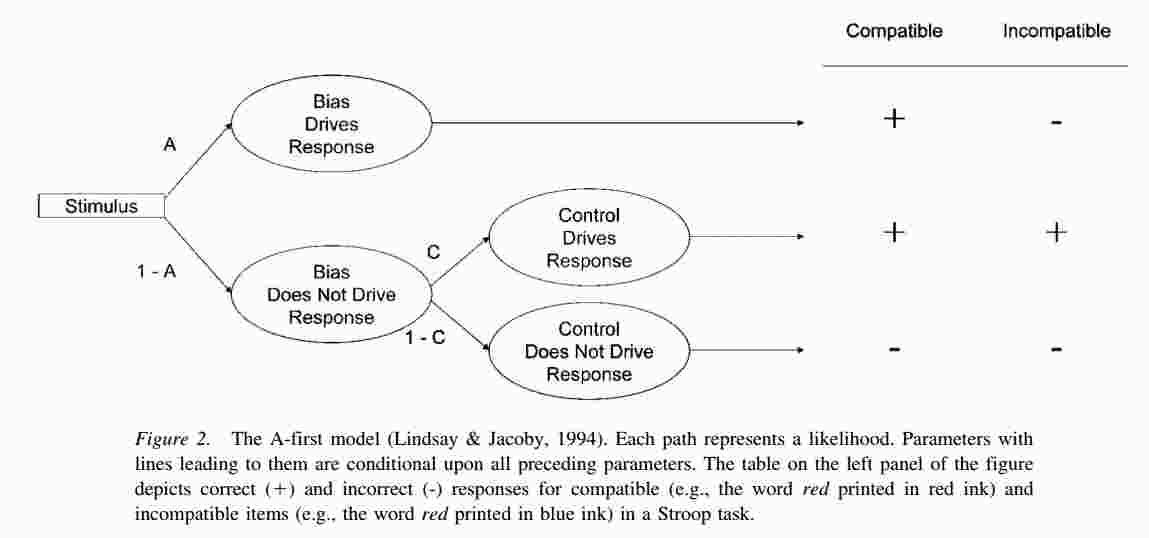 Compatible Incompatible
Bias
Drives
Response
+ -
A
Stimulus
Control
Drives
Response
+ +
C
1 - A
Bias
Does Not Drive
Response
1 - C
Control
Does Not Drive
Response
- -
Figure 2. The A-first model (Lindsay & Jacoby, 1994). Each path represents a likelihood. Parameters with
lines leading to them are conditional upon all preceding parameters. The table on the left panel of the figure
depicts correct (+) and incorrect (-) responses for compatible (e.g., the word red printed in red ink) and
incompatible items (e.g., the word red printed in blue ink) in a Stroop task.